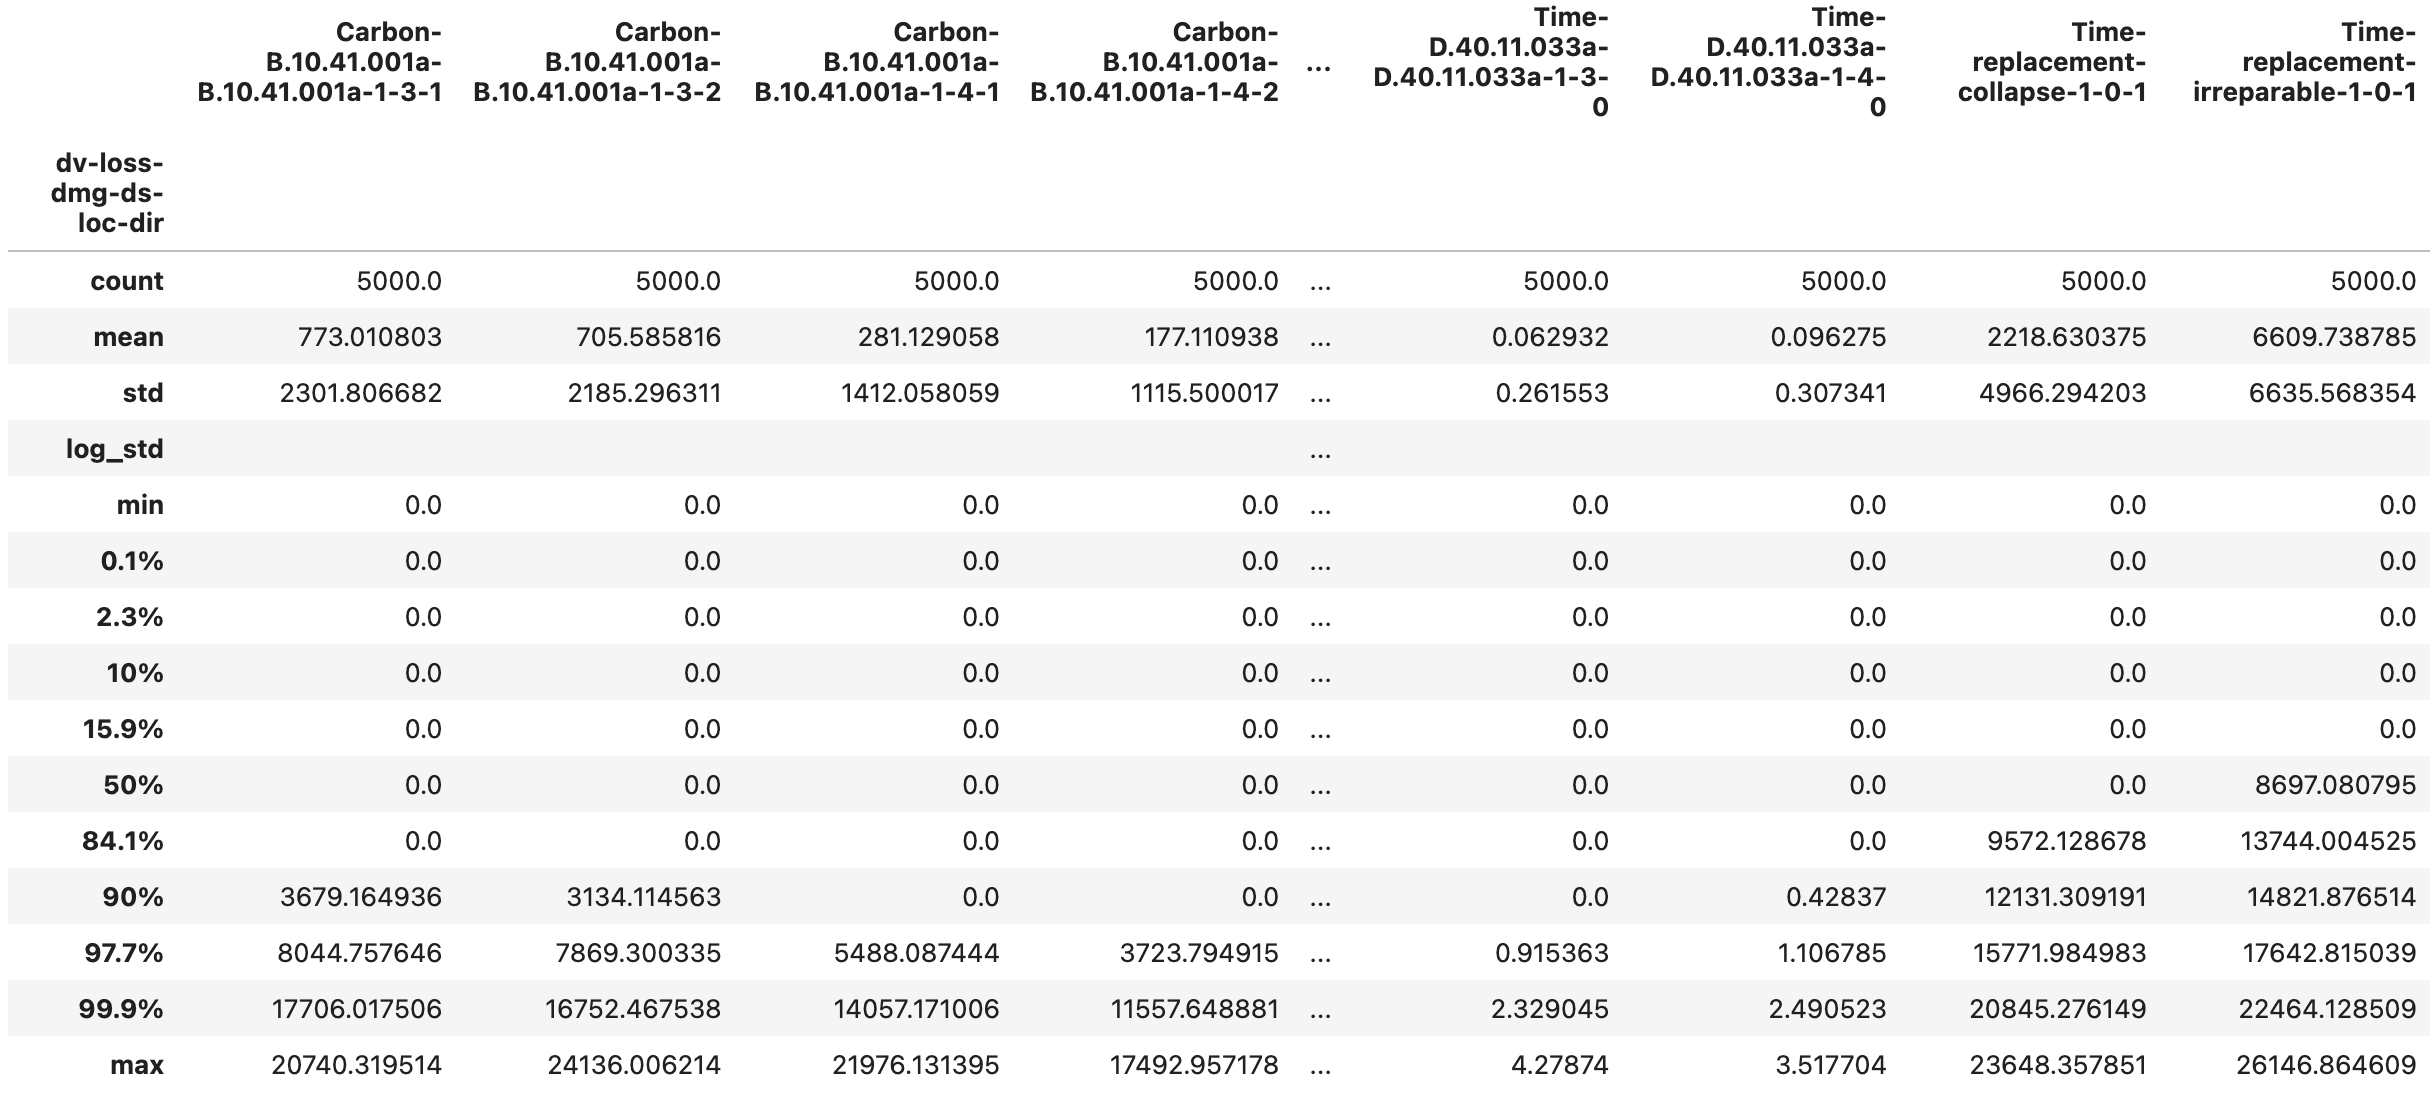 Carbon-B.10.41.001a-B.10.41.001a-1-3-1 Carbon-B.10.41.001a-B.10.41.001a-1-3-2 Carbon-B.10.41.001a-B.10.41.001a-1-4-1 Carbon-B.10.41.001a-B.10.41.001a-1-4-2 ... Time-D.40.11.033a-D.40.11.033a-1-3-0 Time-D.40.11.033a-D.40.11.033a-1-4-0 Time-replacement-collapse-1-0-1 Time-replacement-irreparable-1-0-1
dv-loss-
dmg-ds-
loc-dir
count 5000.0 5000.0 5000.0 5000.0 ... 5000.0 5000.0 5000.0 5000.0
mean 773.010803 705.585816 281.129058 177.110938 ... 0.062932 0.096275 2218.630375 6609.738785
std 2301.806682 2185.296311 1412.058059 1115.500017 ... 0.261553 0.307341 4966.294203 6635.568354
log_std ...
min 0.0 0.0 0.0 0.0 ... 0.0 0.0 0.0 0.0
0.1% 0.0 0.0 0.0 0.0 ... 0.0 0.0 0.0 0.0
2.3% 0.0 0.0 0.0 0.0 ... 0.0 0.0 0.0 0.0
10% 0.0 0.0 0.0 0.0 ... 0.0 0.0 0.0 0.0
15.9% 0.0 0.0 0.0 0.0 ... 0.0 0.0 0.0 0.0
50% 0.0 0.0 0.0 0.0 ... 0.0 0.0 0.0 8697.080795
84.1% 0.0 0.0 0.0 0.0 ... 0.0 0.0 9572.128678 13744.004525
90% 3679.164936 3134.114563 0.0 0.0 ... 0.0 0.42837 12131.309191 14821.876514
97.7% 8044.757646 7869.300335 5488.087444 3723.794915 ... 0.915363 1.106785 15771.984983 17642.815039
99.9% 17706.017506 16752.467538 14057.171006 11557.648881 ... 2.329045 2.490523 20845.276149 22464.128509
max 20740.319514 24136.006214 21976.131395 17492.957178 ... 4.27874 3.517704 23648.357851 26146.864609